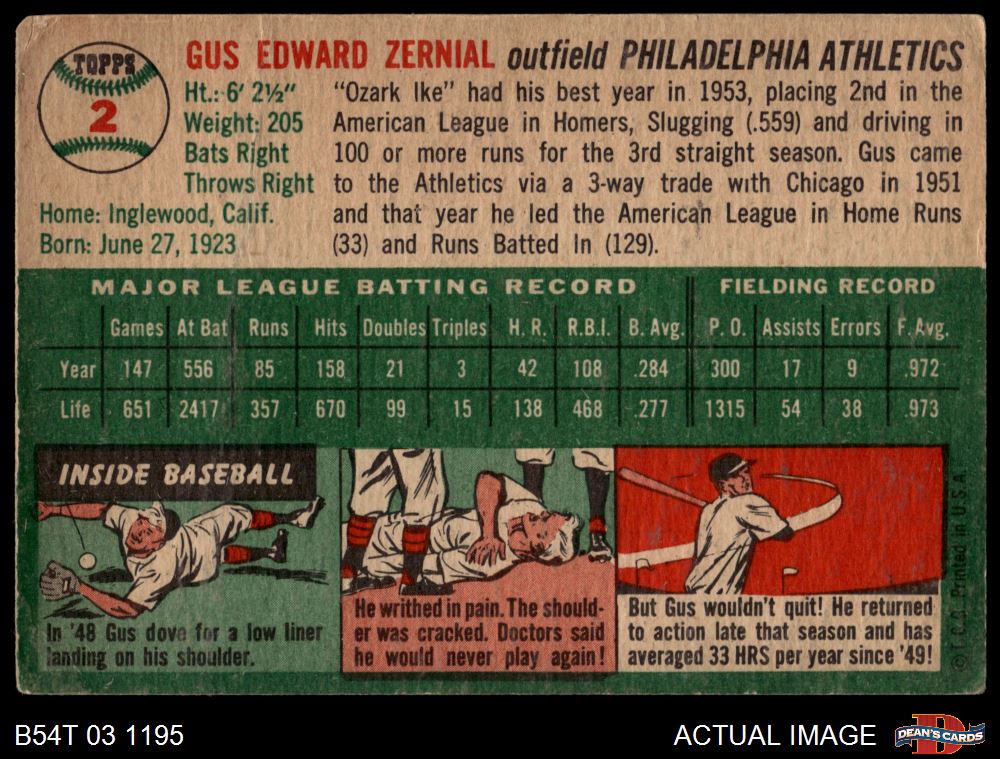 TOPPS
2
GUS EDWARD ZERNIAL outfield PHILADELPHIA ATHLETICS
Ht.: 6' 2½"
Weight: 205
Bats Right
Throws Right
Home: Inglewood, Calif.
Born: June 27, 1923
"Ozark Ike" had his best year in 1953, placing 2nd in the
American League in Homers, Slugging (.559) and driving in
100 or more runs for the 3rd straight season. Gus came
to the Athletics via a 3-way trade with Chicago in 1951
and that year he led the American League in Home Runs
(33) and Runs Batted In (129).
MAJOR LEAGUE BATTING RECORD FIELDING RECORD
Games At Bat Runs Hits Doubles Triples H. R. R.B.I. B. Avg. P. O. Assists Errors F. Avg.
Year 147 556 85 158 21 3 42 108 .284 300 17 9 .972
Life 651 2417 357 670 99 15 138 468 .277 1315 54 38 .973
INSIDE BASEBALL
In '48 Gus dove for a low liner
landing on his shoulder.
He writhed in pain. The should-
er was cracked. Doctors said
he would never play again!
But Gus wouldn't quit! He returned
to action late that season and has
averaged 33 HRS per year since '49!
© T.C.C. Printed in U.S.A.
B54T 03 1195
ACTUAL IMAGE
D
DEAN'S CARDS